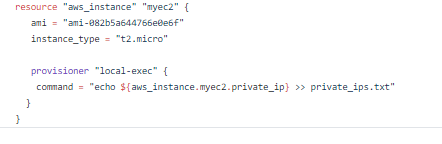 resource "aws_instance" "myec2" {
ami = "ami-082b5a644766e0e6f"
instance_type = "t2.micro"
provisioner "local-exec" {
command = "echo ${aws_instance.myec2.private_ip} >> private_ips.txt"
}
}